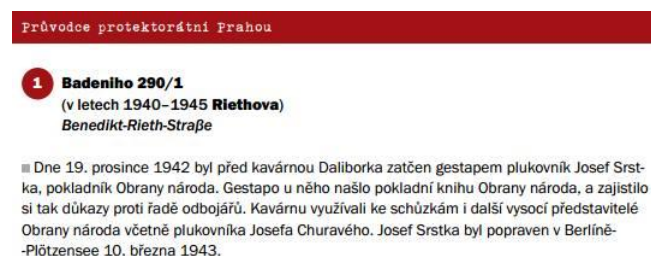 Průvodce protektorátní Prahou
1 Badeniho 290/1
(v letech 1940–1945 Riethova)
Benedikt-Rieth-Straße
Dne 19. prosince 1942 byl před kavárnou Daliborka zatčen gestapem plukovník Josef Srst-
ka, pokladník Obrany národa. Gestapo u něho našlo pokladní knihu Obrany národa, a zajistilo
si tak důkazy proti řadě odbojářů. Kavárnu využívali ke schůzkám i další vysocí představitelé
Obrany národa včetně plukovníka Josefa Churavého. Josef Srstka byl popraven v Berlíně-
-Plötzensee 10. března 1943.